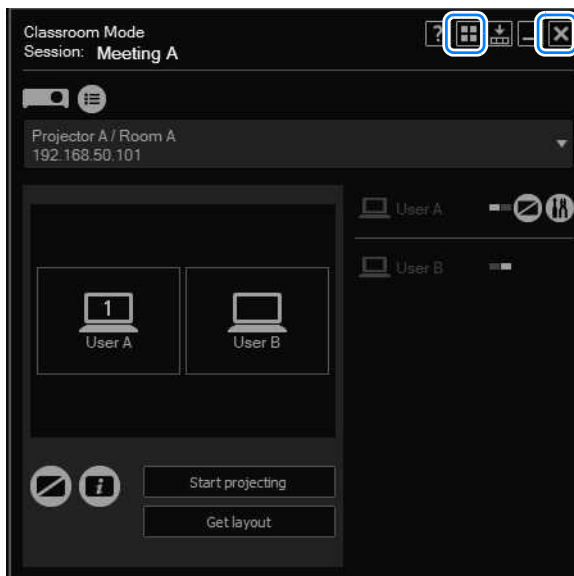 Classroom Mode
Session: Meeting A
?
Projector A / Room A
192.168.50.101
User A
User B
1
User A
User B
i
Start projecting
Get layout